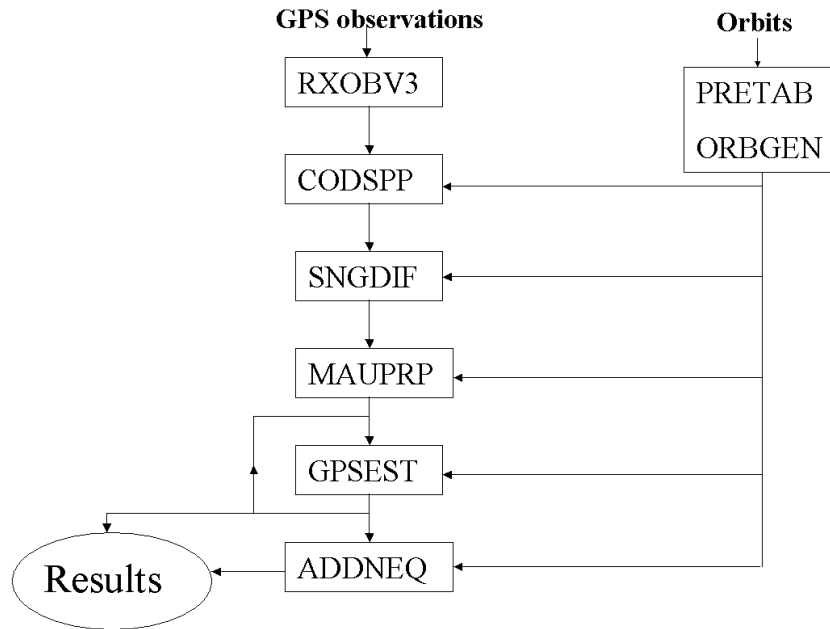 GPS observations
Orbits
RXOBV3
PRETAB
ORBGEN
CODSPP
SNGDIF
MAUPRP
GPSEST
ADDNEQ
Results